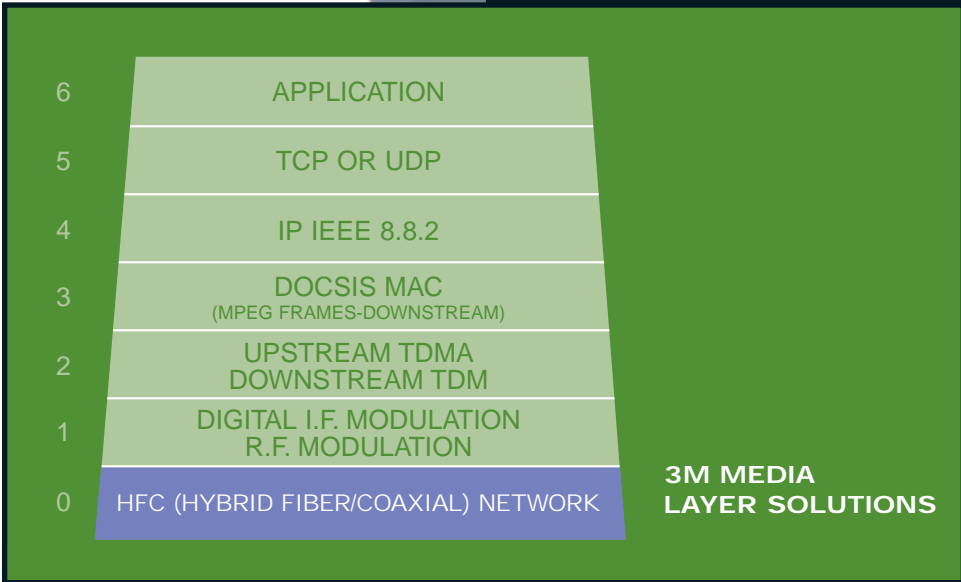 6 APPLICATION
5 TCP OR UDP
4 IP IEEE 8.8.2
3 DOCSIS MAC
(MPEG FRAMES-DOWNSTREAM)
2 UPSTREAM TDMA
DOWNSTREAM TDM
1 DIGITAL I.F. MODULATION
R.F. MODULATION
0 HFC (HYBRID FIBER/COAXIAL) NETWORK
3M MEDIA
LAYER SOLUTIONS